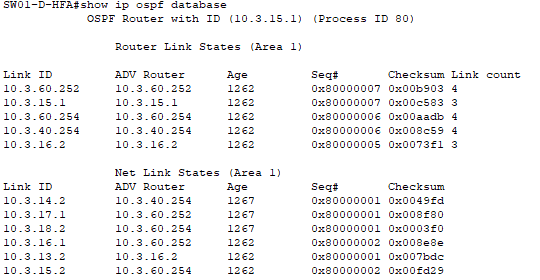 SW01-D-HFA#show ip ospf database
OSPF Router with ID (10.3.15.1) (Process ID 80)
Router Link States (Area 1)
Link ID ADV Router Age Seq# Checksum Link count
10.3.60.252 10.3.60.252 1262 0x80000007 0x00b903 4
10.3.15.1 10.3.15.1 1262 0x80000007 0x00c583 3
10.3.60.254 10.3.60.254 1262 0x80000006 0x00aadb 4
10.3.40.254 10.3.40.254 1262 0x80000006 0x008c59 4
10.3.16.2 10.3.16.2 1262 0x80000005 0x0073f1 3
Net Link States (Area 1)
Link ID ADV Router Age Seq# Checksum
10.3.14.2 10.3.40.254 1267 0x80000001 0x0049fd
10.3.17.1 10.3.60.252 1267 0x80000001 0x008f80
10.3.18.2 10.3.60.254 1267 0x80000001 0x0003f0
10.3.16.1 10.3.60.252 1262 0x80000002 0x008e8e
10.3.13.2 10.3.16.2 1262 0x80000001 0x007bdc
10.3.15.2 10.3.60.254 1262 0x80000002 0x00fd29